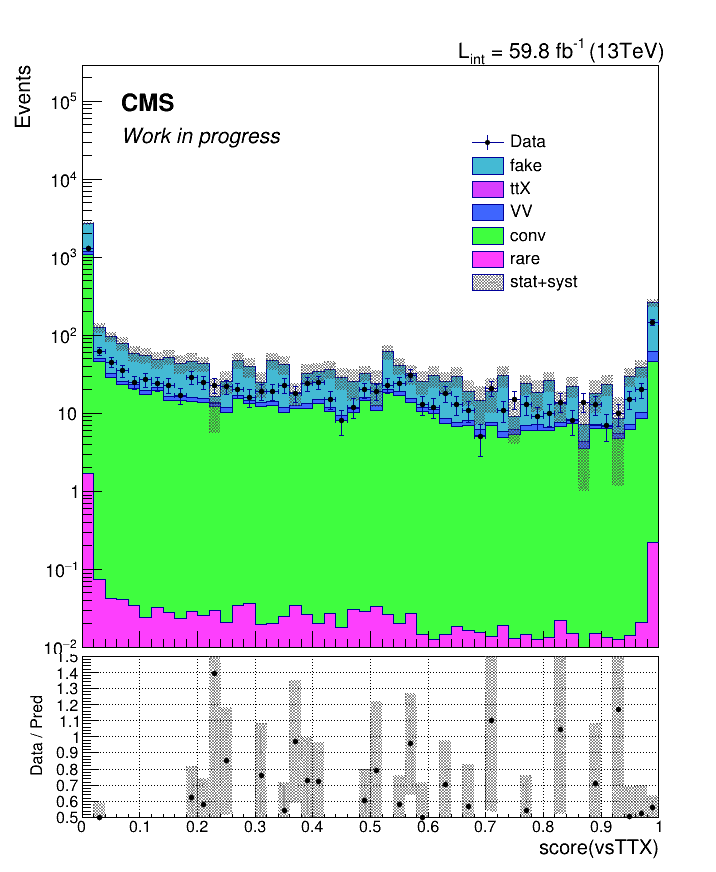 L_int = 59.8 fb^-1 (13TeV)
Events
CMS
Work in progress
Data
fake
ttX
VV
conv
rare
stat+syst
10^5
10^4
10^3
10^2
10
1
10^−1
10^−2
Data / Pred
1.5
1.4
1.3
1.2
1.1
1
0.9
0.8
0.7
0.6
0.5
0 0.1 0.2 0.3 0.4 0.5 0.6 0.7 0.8 0.9 1
score(vsTTX)